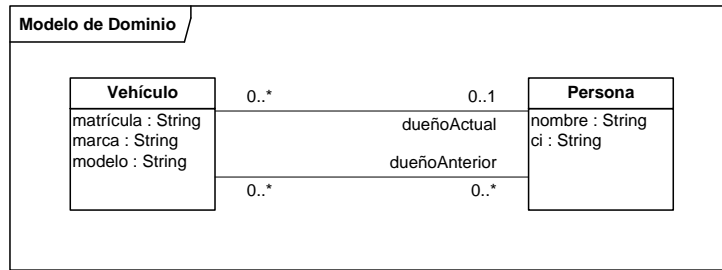 Modelo de Dominio
Vehículo
matrícula : String
marca : String
modelo : String
0..*
0..1
dueñoActual
dueñoAnterior
0..*
0..*
Persona
nombre : String
ci : String